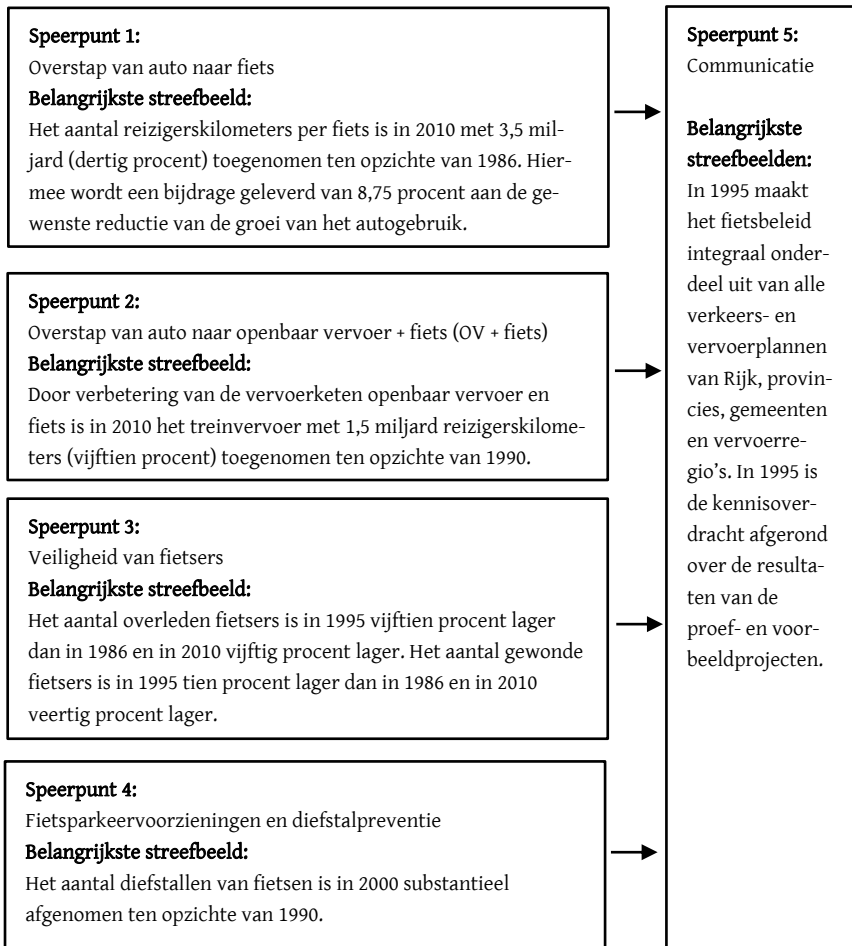 Speerpunt 1:
Overstap van auto naar fiets
Belangrijkste streefbeeld:
Het aantal reizigerskilometers per fiets is in 2010 met 3,5 mil-
jard (dertig procent) toegenomen ten opzichte van 1986. Hier-
mee wordt een bijdrage geleverd van 8,75 procent aan de ge-
wenste reductie van de groei van het autogebruik.
Speerpunt 2:
Overstap van auto naar openbaar vervoer + fiets (OV + fiets)
Belangrijkste streefbeeld:
Door verbetering van de vervoerketen openbaar vervoer en
fiets is in 2010 het treinvervoer met 1,5 miljard reizigerskilome-
ters (vijftien procent) toegenomen ten opzichte van 1990.
Speerpunt 3:
Veiligheid van fietsers
Belangrijkste streefbeeld:
Het aantal overleden fietsers is in 1995 vijftien procent lager
dan in 1986 en in 2010 vijftig procent lager. Het aantal gewonde
fietsers is in 1995 tien procent lager dan in 1986 en in 2010
veertig procent lager.
Speerpunt 4:
Fietsparkeervoorzieningen en diefstalpreventie
Belangrijkste streefbeeld:
Het aantal diefstallen van fietsen is in 2000 substantieel
afgenomen ten opzichte van 1990.
Speerpunt 5:
Communicatie
Belangrijkste
streefbeelden:
In 1995 maakt
het fietsbeleid
integraal onder-
deel uit van alle
verkeers- en
vervoerplannen
van Rijk, provin-
cies, gemeenten
en vervoerre-
gio's. In 1995 is
de kennisover-
dracht afgerond
over de resulta-
ten van de
proef- en voor-
beeldprojecten.